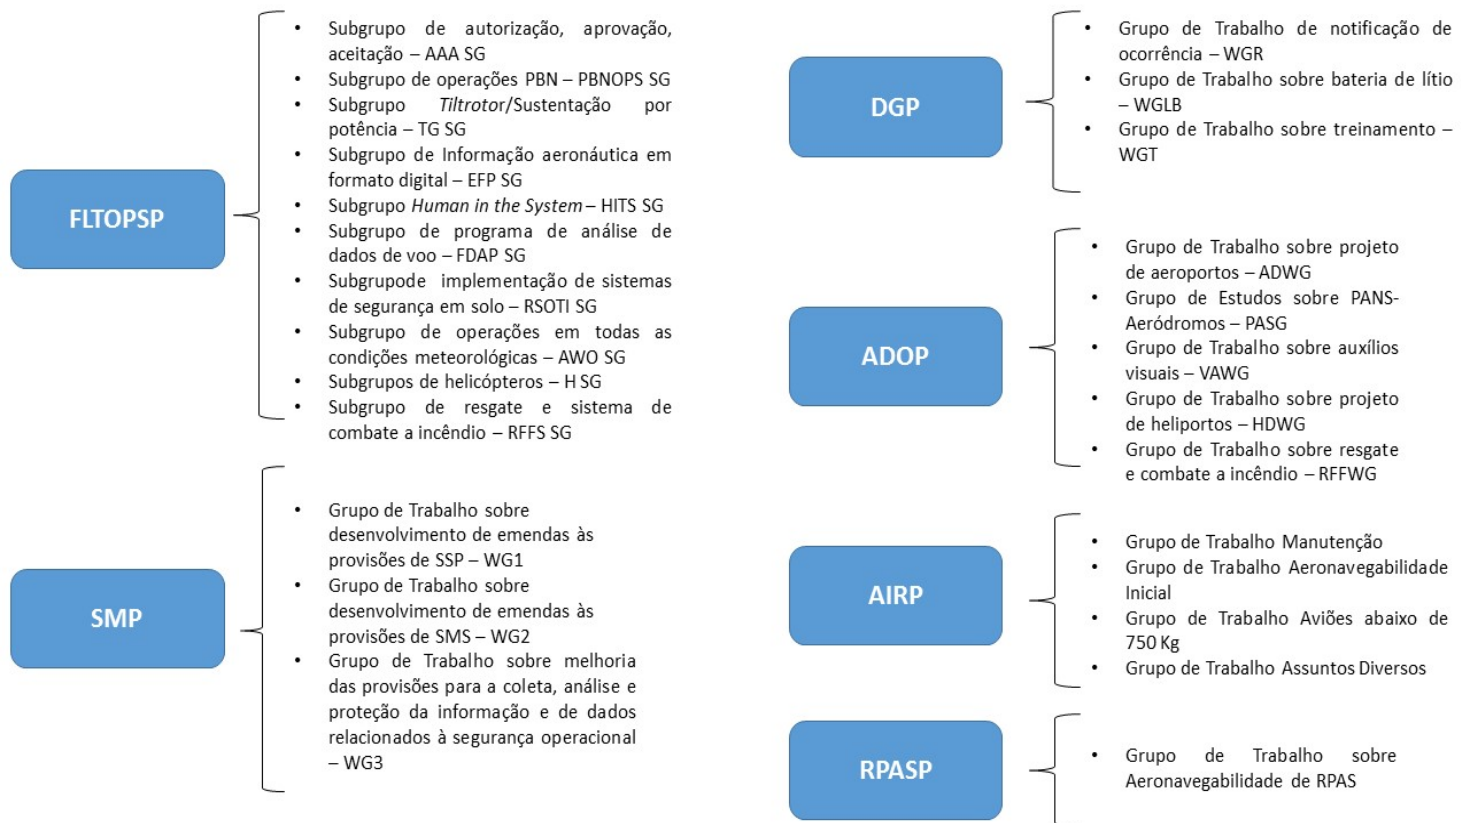 FLTOPSP
• Subgrupo de autorização, aprovação,
aceitação – AAA SG
• Subgrupo de operações PBN – PBNOPS SG
• Subgrupo Tiltrotor/Sustentação por
potência – TG SG
• Subgrupo de Informação aeronáutica em
formato digital – EFP SG
• Subgrupo Human in the System – HITS SG
• Subgrupo de programa de análise de
dados de voo – FDAP SG
• Subgrupode implementação de sistemas
de segurança em solo – RSOTI SG
• Subgrupo de operações em todas as
condições meteorológicas – AWO SG
• Subgrupos de helicópteros – H SG
• Subgrupo de resgate e sistema de
combate a incêndio – RFFS SG
SMP
• Grupo de Trabalho sobre
desenvolvimento de emendas às
provisões de SSP – WG1
• Grupo de Trabalho sobre
desenvolvimento de emendas às
provisões de SMS – WG2
• Grupo de Trabalho sobre melhoria
das provisões para a coleta, análise e
proteção da informação e de dados
relacionados à segurança operacional
– WG3
DGP
• Grupo de Trabalho de notificação de
ocorrência – WGR
• Grupo de Trabalho sobre bateria de lítio
– WGLB
• Grupo de Trabalho sobre treinamento –
WGT
ADOP
• Grupo de Trabalho sobre projeto
de aeroportos – ADWG
• Grupo de Estudos sobre PANS-
Aeródromos – PASG
• Grupo de Trabalho sobre auxílios
visuais – VAWG
• Grupo de Trabalho sobre projeto
de heliportos – HDWG
• Grupo de Trabalho sobre resgate
e combate a incêndio – RFFWG
AIRP
• Grupo de Trabalho Manutenção
• Grupo de Trabalho Aeronavegabilidade
Inicial
• Grupo de Trabalho Aviões abaixo de
750 Kg
• Grupo de Trabalho Assuntos Diversos
RPASP
• Grupo de Trabalho sobre
Aeronavegabilidade de RPAS